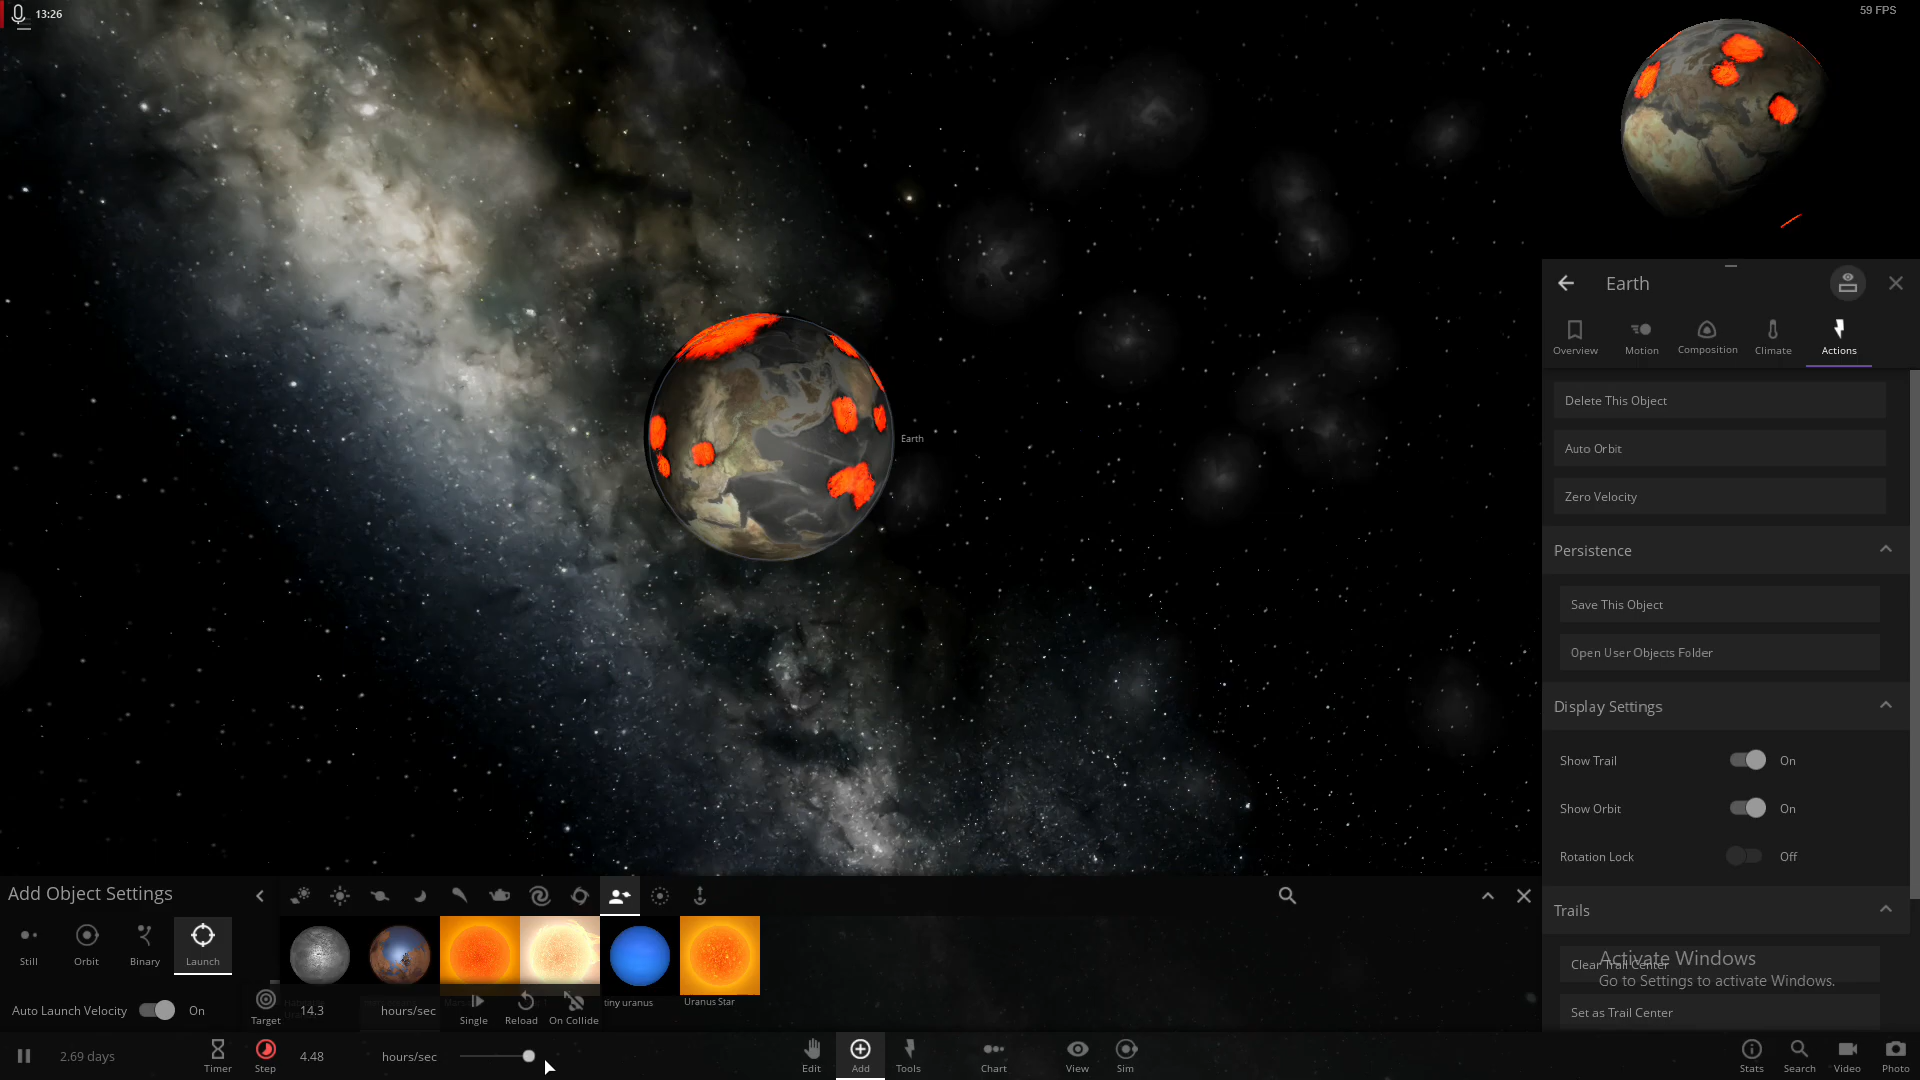 13:26
59 FPS
Earth
Overview
Motion
Composition
Climate
Actions
Delete This Object
Auto Orbit
Zero Velocity
Persistence
Save This Object
Open User Objects Folder
Display Settings
Show Trail
On
Show Orbit
On
Rotation Lock
Off
Trails
Clear Trail Center
Set as Trail Center
Activate Windows
Go to Settings to activate Windows.
Earth
Add Object Settings
Still
Orbit
Binary
Launch
Auto Launch Velocity
On
tiny uranus
Uranus Star
Target
14.3
hours/sec
Single
Reload
On Collide
2.69 days
Timer
Step
4.48
hours/sec
Edit
Add
Tools
Chart
View
Sim
Stats
Search
Video
Photo